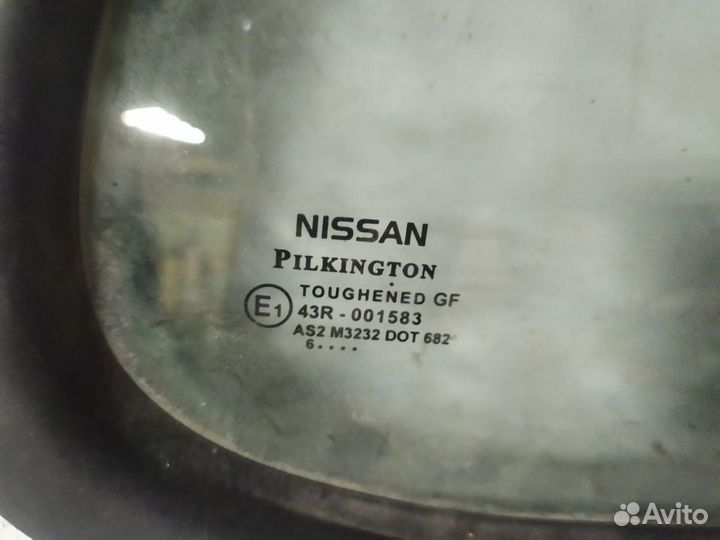 NISSAN
PILKINGTON
TOUGHENED GF
E1 43R - 001583
AS2 M3232 DOT 682
6....
Avito